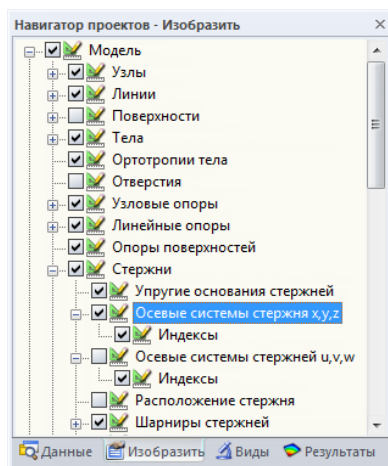 Навигатор проектов - Изобразить
Модель
Узлы
Линии
Поверхности
Тела
Ортотропии тела
Отверстия
Узловые опоры
Линейные опоры
Опоры поверхностей
Стержни
Упругие основания стержней
Осевые системы стержня x,y,z
Индексы
Осевые системы стержней u,v,w
Индексы
Расположение стержня
Шарниры стержней
Данные Изобразить Виды Результаты